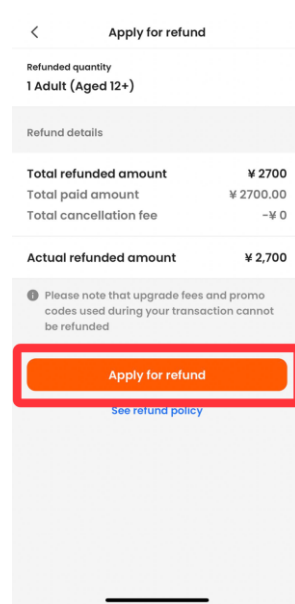 Apply for refund
Refunded quantity
1 Adult (Aged 12+)
Refund details
Total refunded amount ¥ 2700
Total paid amount ¥ 2700.00
Total cancellation fee -¥ 0
Actual refunded amount ¥ 2,700
Please note that upgrade fees and promo
codes used during your transaction cannot
be refunded
Apply for refund
See refund policy